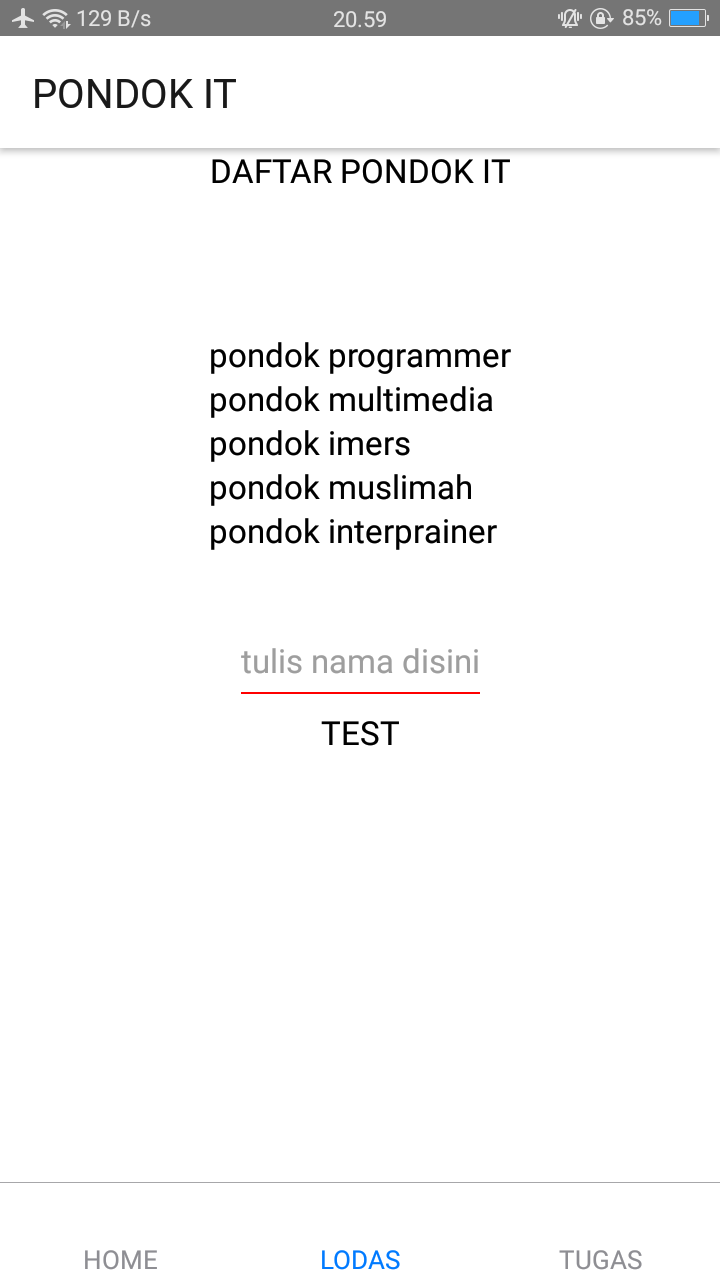 129 B/s 20.59 85%
PONDOK IT
DAFTAR PONDOK IT
pondok programmer
pondok multimedia
pondok imers
pondok muslimah
pondok interprainer
tulis nama disini
TEST
HOME LODAS TUGAS